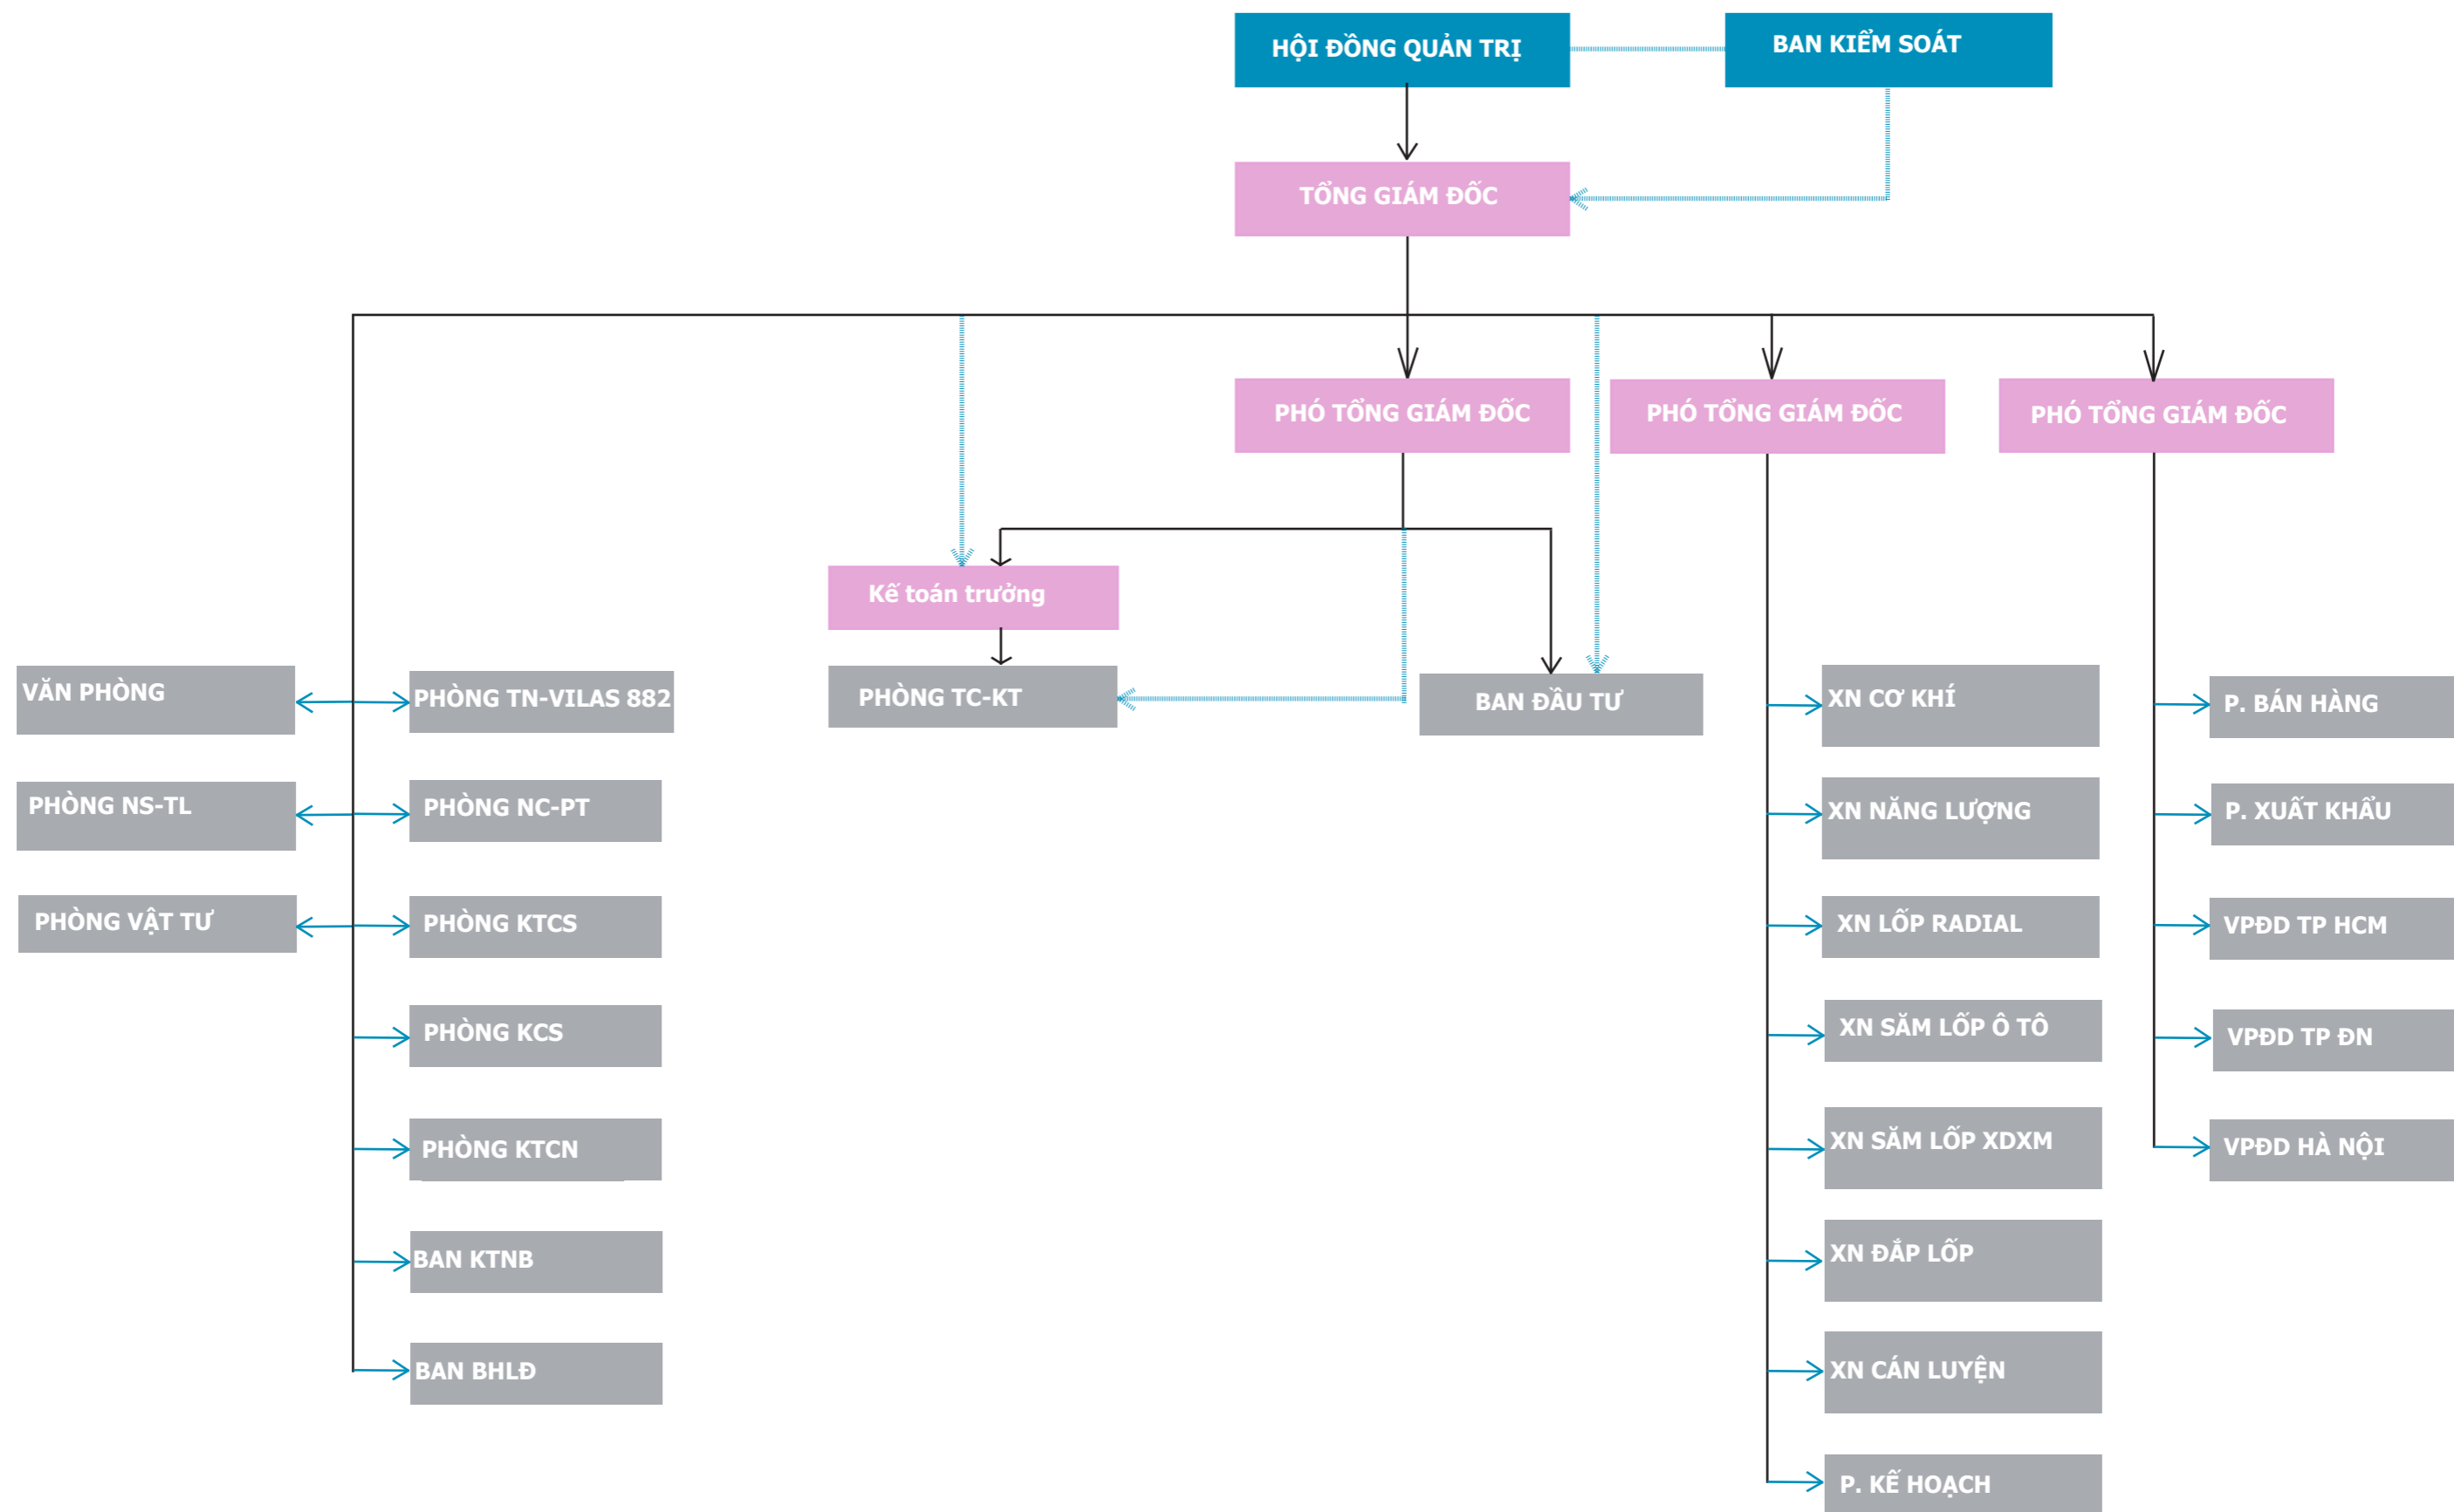 HỘI ĐỒNG QUẢN TRỊ
BAN KIỂM SOÁT
TỔNG GIÁM ĐỐC
PHÓ TỔNG GIÁM ĐỐC
PHÓ TỔNG GIÁM ĐỐC
PHÓ TỔNG GIÁM ĐỐC
Kế toán trưởng
PHÒNG TC-KT
BAN ĐẦU TƯ
VĂN PHÒNG
PHÒNG NS-TL
PHÒNG VẬT TƯ
PHÒNG TN-VILAS 882
PHÒNG NC-PT
PHÒNG KTCS
PHÒNG KCS
PHÒNG KTCN
BAN KTNB
BAN BHLĐ
XN CƠ KHÍ
XN NĂNG LƯỢNG
XN LỐP RADIAL
XN SĂM LỐP Ô TÔ
XN SĂM LỐP XDXM
XN ĐẮP LỐP
XN CÁN LUYỆN
P. KẾ HOẠCH
P. BÁN HÀNG
P. XUẤT KHẨU
VPĐD TP HCM
VPĐD TP ĐN
VPĐD HÀ NỘI